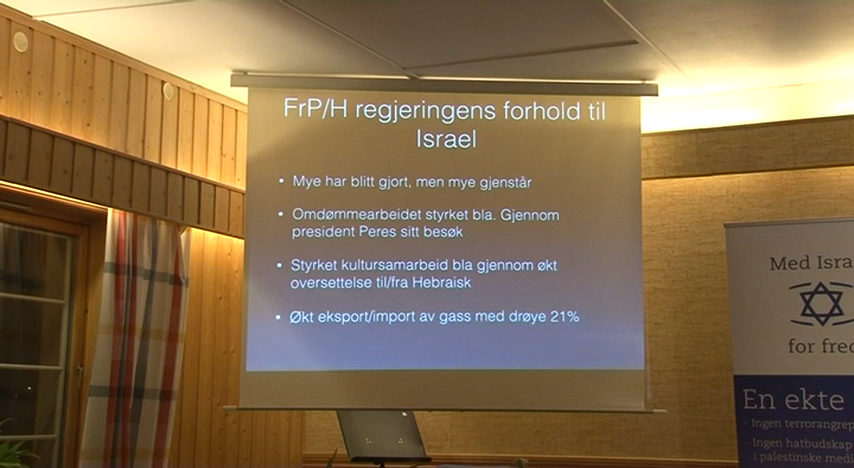 FrP/H regjeringens forhold til
Israel
• Mye har blitt gjort, men mye gjenstår
• Omdømmearbeidet styrket bla. Gjennom
president Peres sitt besøk
• Styrket kultursamarbeid bla gjennom økt
oversettelse til/fra Hebraisk
• Økt eksport/import av gass med drøye 21%
Med Isra
for fred
En ekte
- Ingen terrorangrep
- Ingen hatbudskap
i palestinske medi